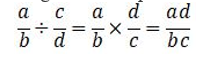 a/b ÷ c/d = a/b × d/c = ad/bc